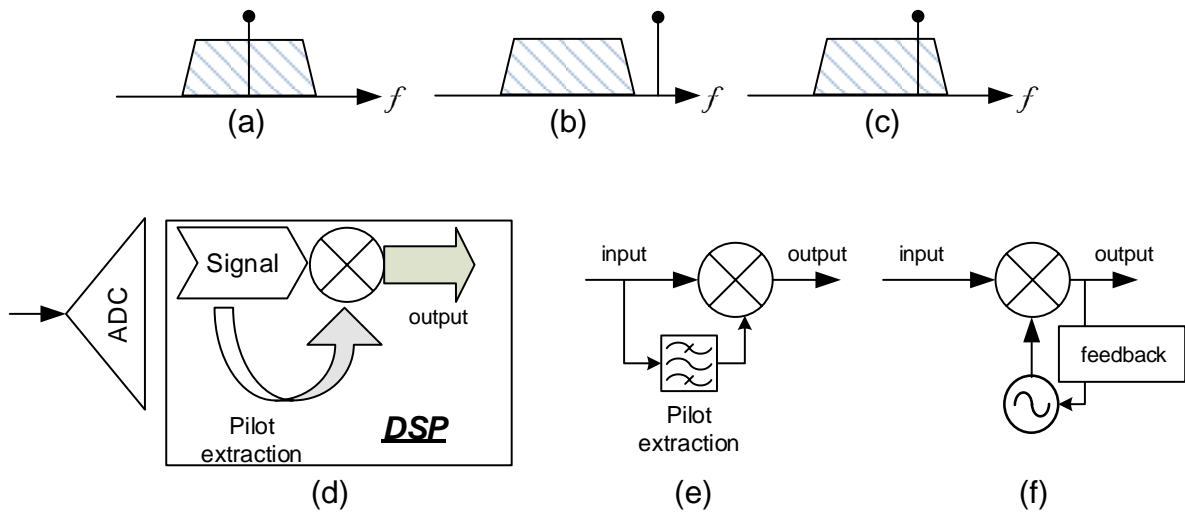 f
f
f
(a)
(b)
(c)
ADC
Signal
output
Pilot
extraction
DSP
(d)
input
output
Pilot
extraction
(e)
input
output
feedback
(f)